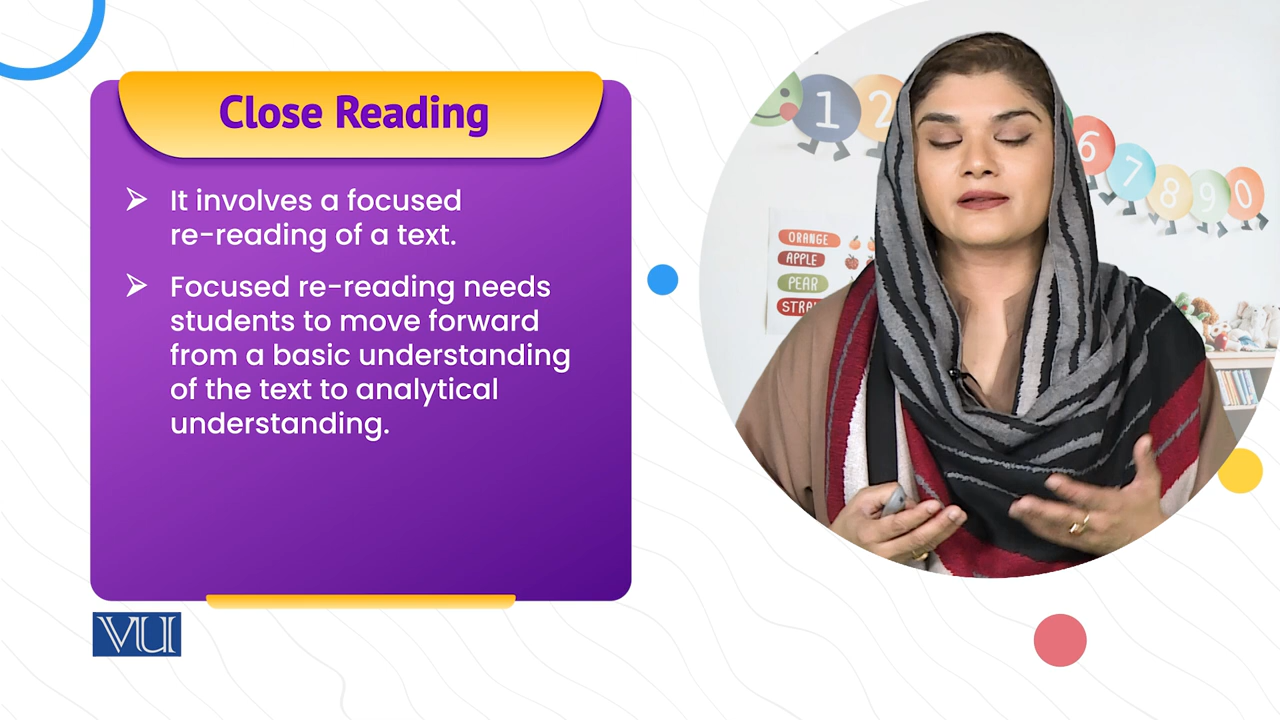 Close Reading
It involves a focused
re-reading of a text.
Focused re-reading needs
students to move forward
from a basic understanding
of the text to analytical
understanding.
VU
1 2
6 7 8 9 0
ORANGE
APPLE
PEAR